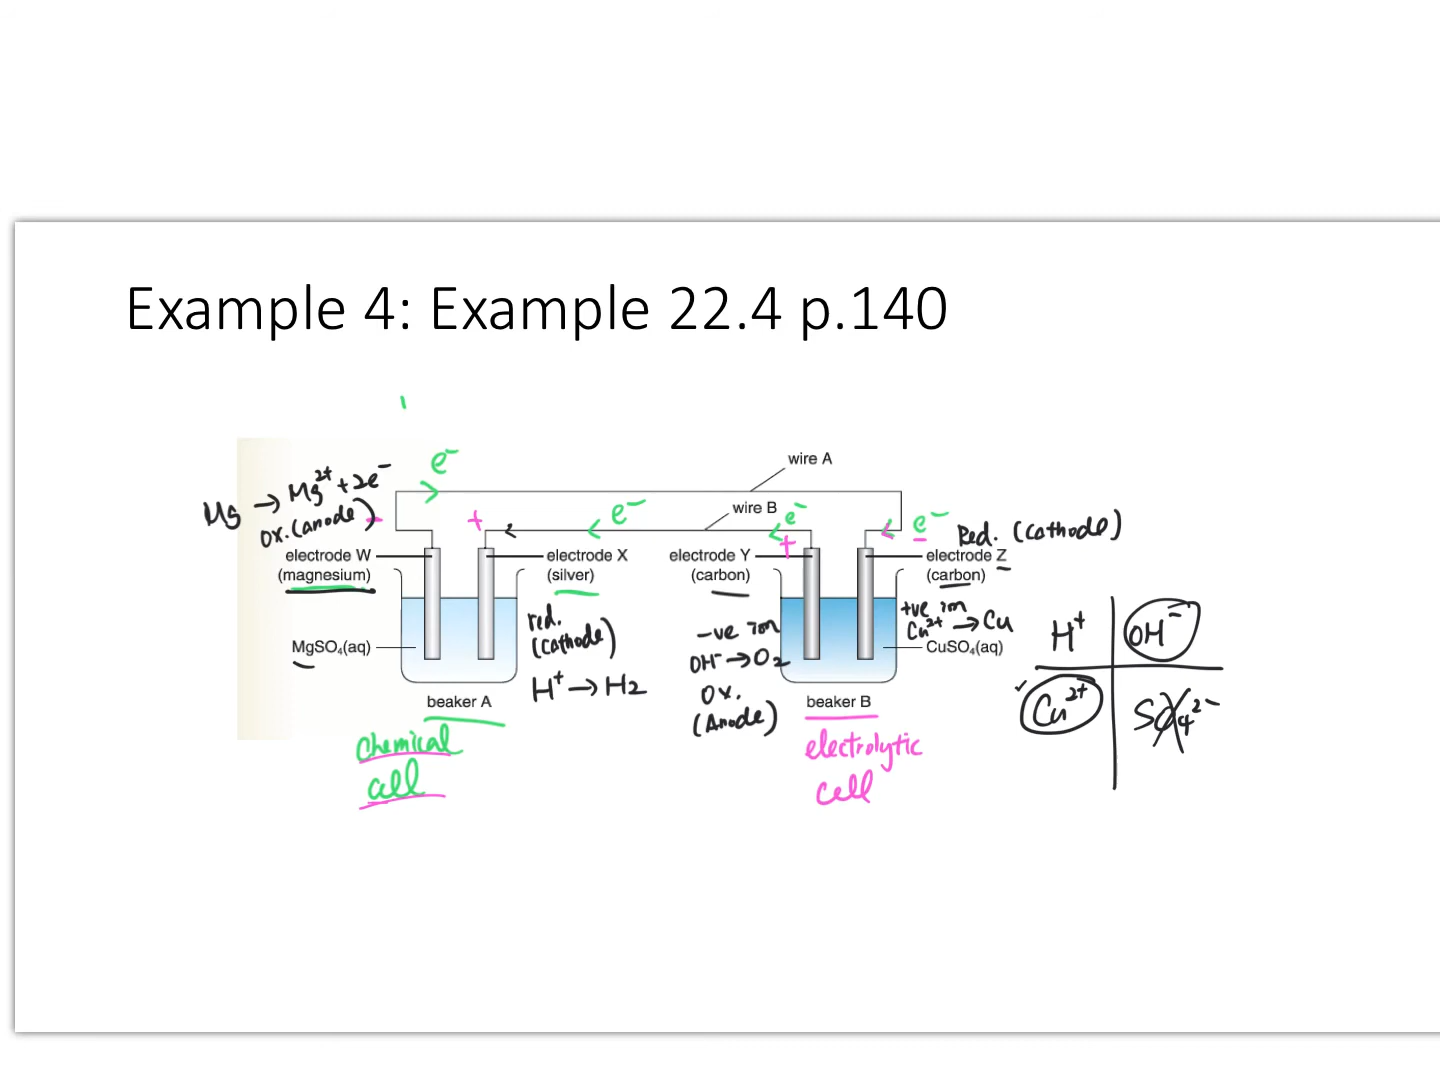 Example 4: Example 22.4 p.140
wire A
wire B
e⁻
e⁻
e⁻
e⁻
Mg → Mg²⁺ + 2e⁻
ox. (anode)
−
+
+
−
Red. (Cathode)
electrode W
(magnesium)
electrode X
(silver)
electrode Y
(carbon)
electrode Z
(carbon)
MgSO₄(aq)
red.
(cathode)
H⁺ → H2
-ve ion
OH⁻ → O2
ox.
(Anode)
+ve ion
Cu²⁺ → Cu
CuSO₄(aq)
H⁺ OH⁻
Cu²⁺ SO₄²⁻
beaker A
beaker B
chemical
cell
electrolytic
cell